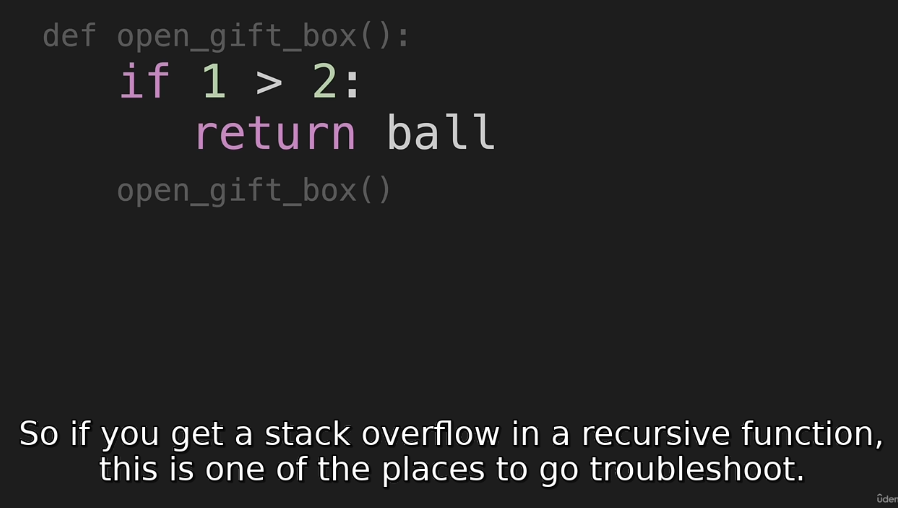 def open_gift_box():
if 1 > 2:
return ball
open_gift_box()
So if you get a stack overflow in a recursive function,
this is one of the places to go troubleshoot.